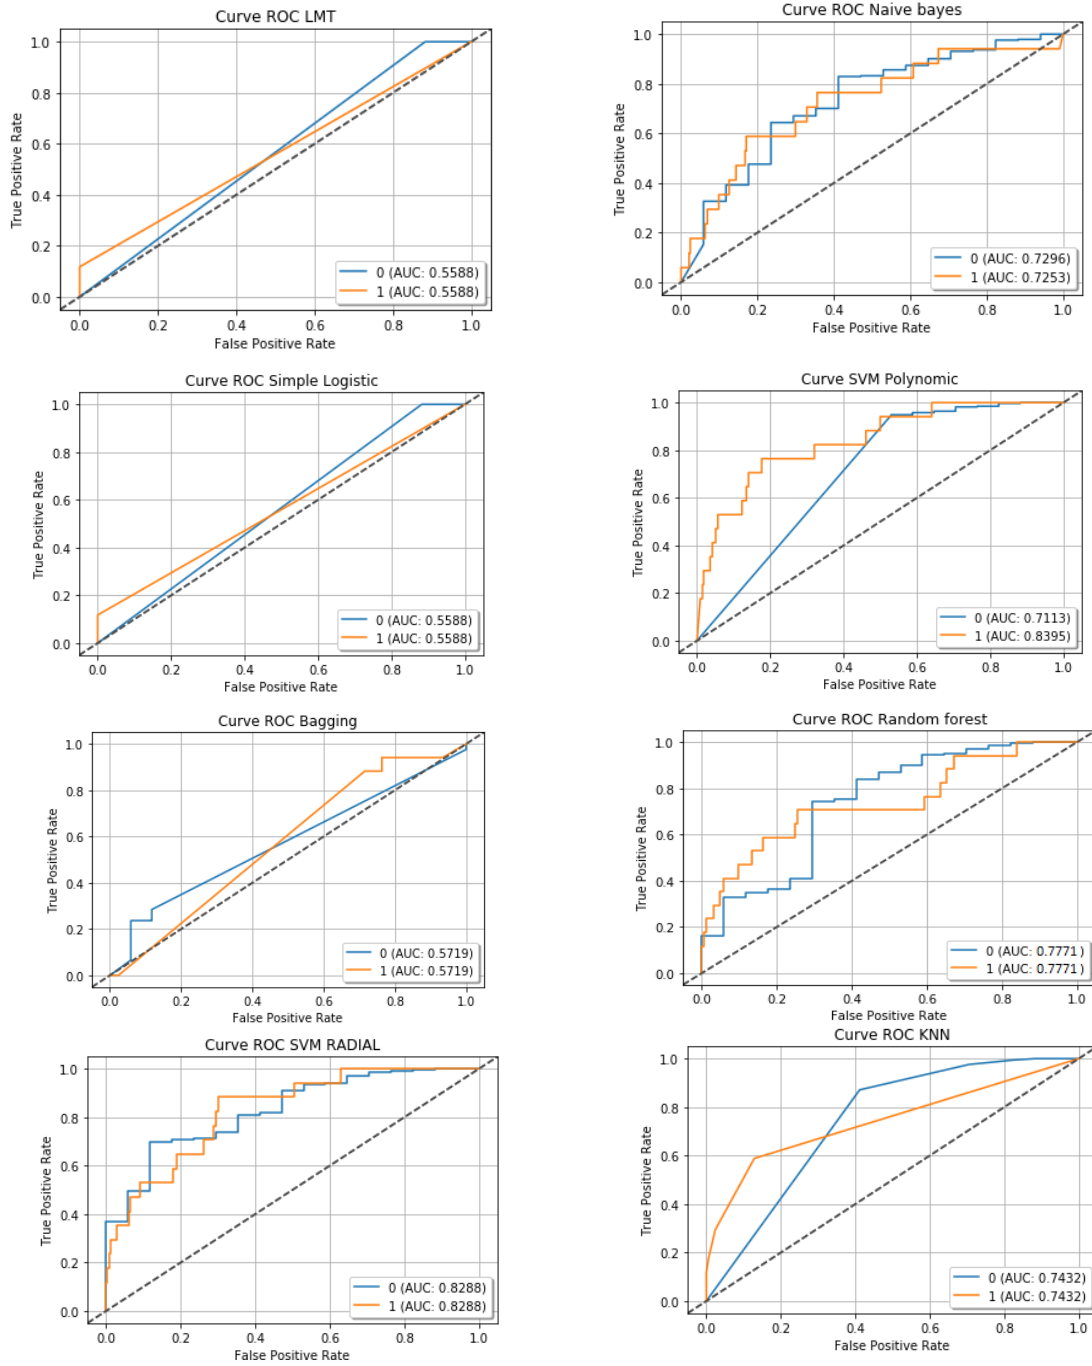 Curve ROC LMT
True Positive Rate
1.0
0.8
0.6
0.4
0.2
0.0
0 (AUC: 0.5588)
1 (AUC: 0.5588)
0.0 0.2 0.4 0.6 0.8 1.0
False Positive Rate
Curve ROC Naive bayes
True Positive Rate
1.0
0.8
0.6
0.4
0.2
0.0
0 (AUC: 0.7296)
1 (AUC: 0.7253)
0.0 0.2 0.4 0.6 0.8 1.0
False Positive Rate
Curve ROC Simple Logistic
True Positive Rate
1.0
0.8
0.6
0.4
0.2
0.0
0 (AUC: 0.5588)
1 (AUC: 0.5588)
0.0 0.2 0.4 0.6 0.8 1.0
False Positive Rate
Curve SVM Polynomic
True Positive Rate
1.0
0.8
0.6
0.4
0.2
0.0
0 (AUC: 0.7113)
1 (AUC: 0.8395)
0.0 0.2 0.4 0.6 0.8 1.0
False Positive Rate
Curve ROC Bagging
True Positive Rate
1.0
0.8
0.6
0.4
0.2
0.0
0 (AUC: 0.5719)
1 (AUC: 0.5719)
0.0 0.2 0.4 0.6 0.8 1.0
False Positive Rate
Curve ROC Random forest
True Positive Rate
1.0
0.8
0.6
0.4
0.2
0.0
0 (AUC: 0.7771)
1 (AUC: 0.7771)
0.0 0.2 0.4 0.6 0.8 1.0
False Positive Rate
Curve ROC SVM RADIAL
True Positive Rate
1.0
0.8
0.6
0.4
0.2
0.0
0 (AUC: 0.8288)
1 (AUC: 0.8288)
0.0 0.2 0.4 0.6 0.8 1.0
False Positive Rate
Curve ROC KNN
True Positive Rate
1.0
0.8
0.6
0.4
0.2
0.0
0 (AUC: 0.7432)
1 (AUC: 0.7432)
0.0 0.2 0.4 0.6 0.8 1.0
False Positive Rate